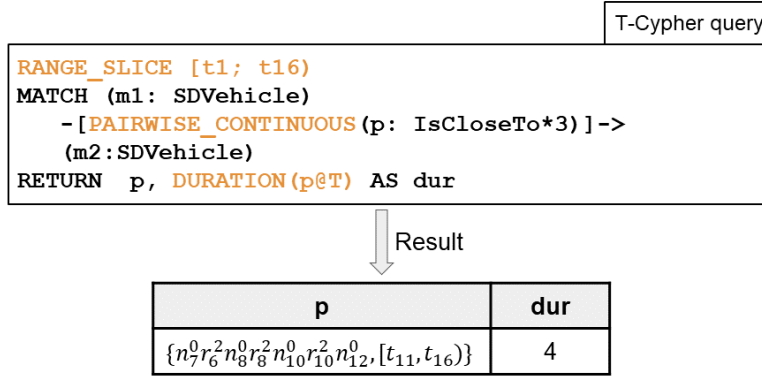 T-Cypher query
RANGE_SLICE [t1; t16)
MATCH (m1: SDVehicle)
-[PAIRWISE_CONTINUOUS(p: IsCloseTo*3)]->
(m2:SDVehicle)
RETURN p, DURATION(p@T) AS dur
Result
p dur
{n₇⁰r₆²n₈⁰r₈²n₁₀⁰r₁₀²n₁₂⁰,[t₁₁,t₁₆)} 4